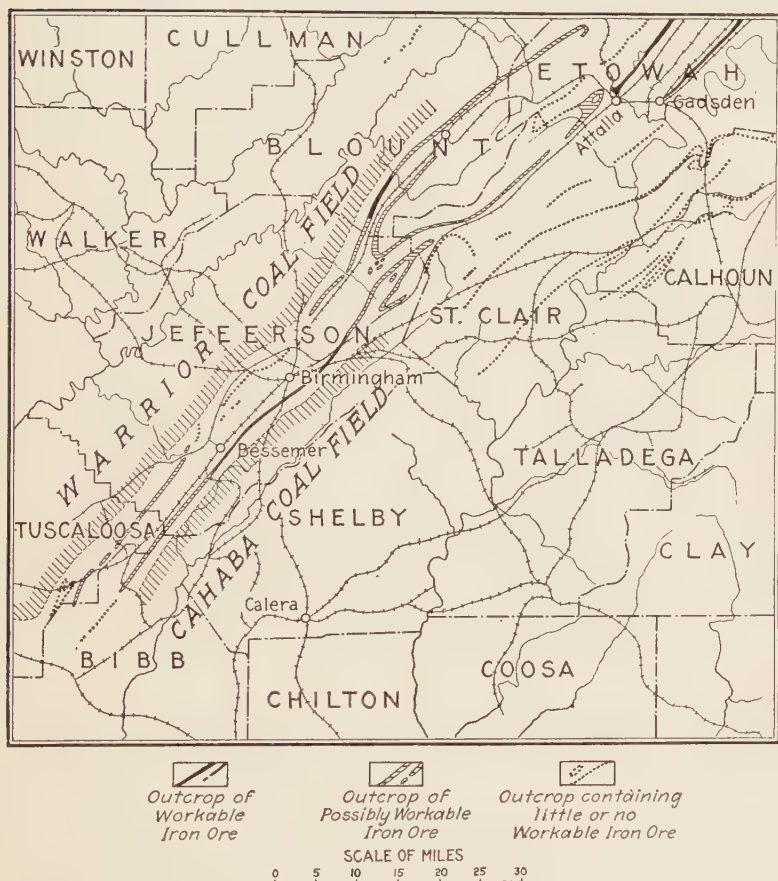 CULLMAN
WINSTON
ETOWAH
Gadsden
Attalla
BLOUNT
WALKER
WARRIOR COAL FIELD
CALHOUN
ST. CLAIR
JEFFERSON
Birmingham
Bessemer
CAHABA COAL FIELD
TALLADEGA
SHELBY
TUSCALOOSA
CLAY
Calera
BIBB
COOSA
CHILTON
Outcrop of
Workable
Iron Ore
Outcrop of
Possibly Workable
Iron Ore
Outcrop containing
little or no
Workable Iron Ore
SCALE OF MILES
0 5 10 15 20 25 30